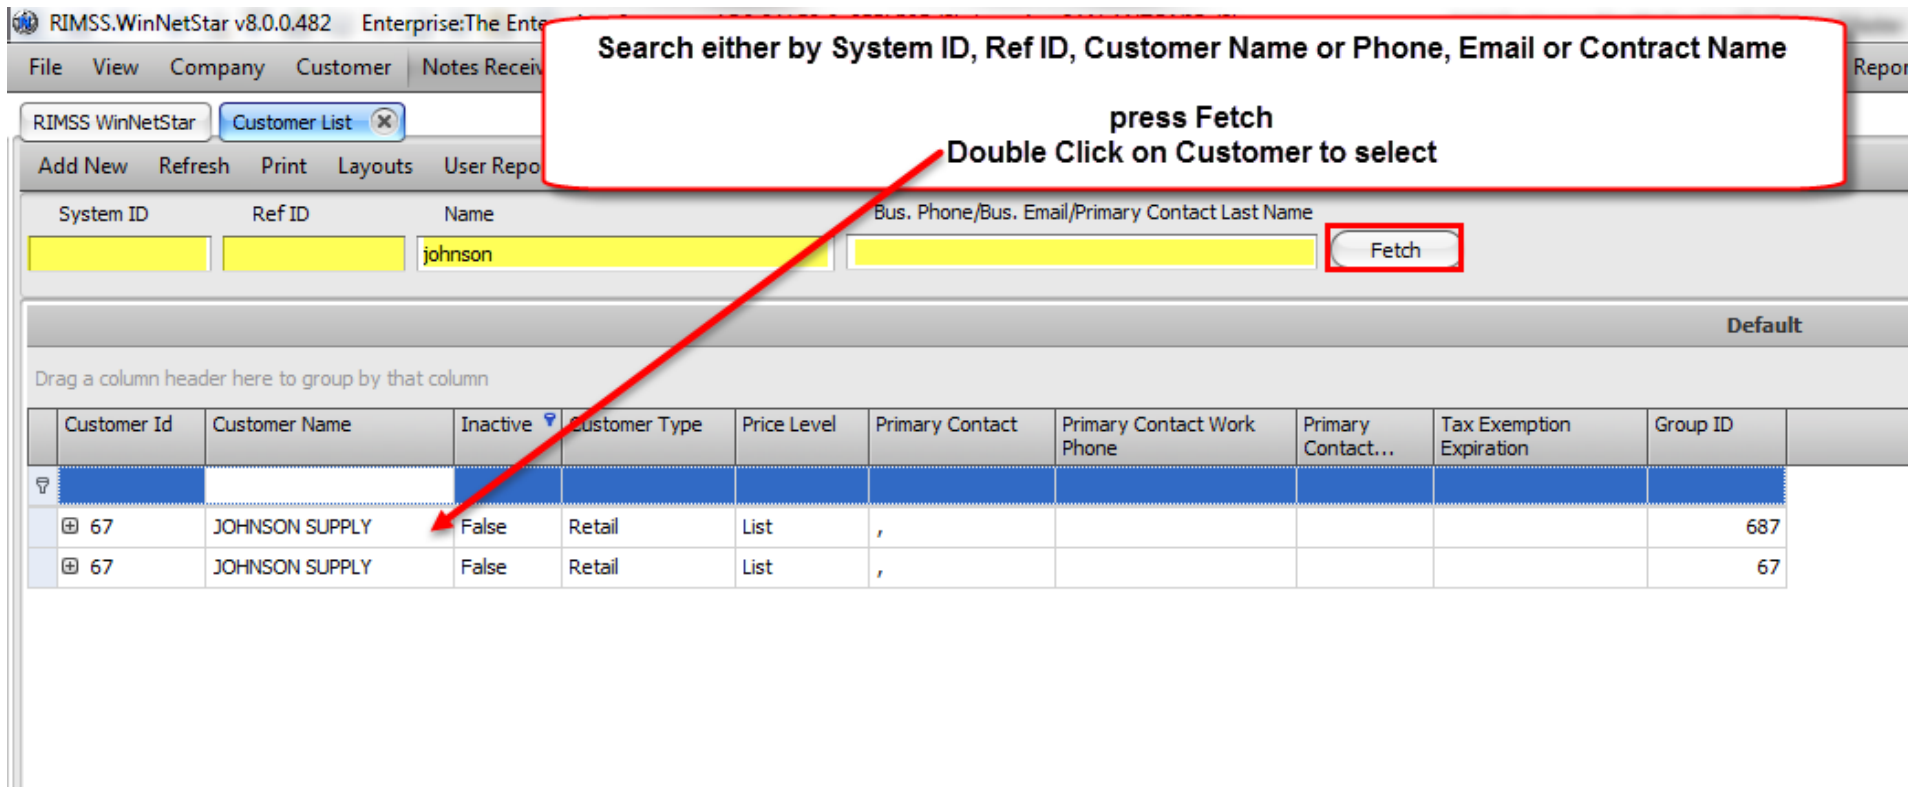 RIMSS.WinNetStar v8.0.0.482 Enterprise:The Ente
Search either by System ID, Ref ID, Customer Name or Phone, Email or Contract Name
press Fetch
Double Click on Customer to select
File View Company Customer Notes Receiv Repor
RIMSS WinNetStar Customer List
Add New Refresh Print Layouts User Repo
System ID Ref ID Name Bus. Phone/Bus. Email/Primary Contact Last Name
johnson Fetch
Default
Drag a column header here to group by that column
Customer Id Customer Name Inactive Customer Type Price Level Primary Contact Primary Contact Work Phone Primary Contact... Tax Exemption Expiration Group ID
67 JOHNSON SUPPLY False Retail List , 687
67 JOHNSON SUPPLY False Retail List , 67